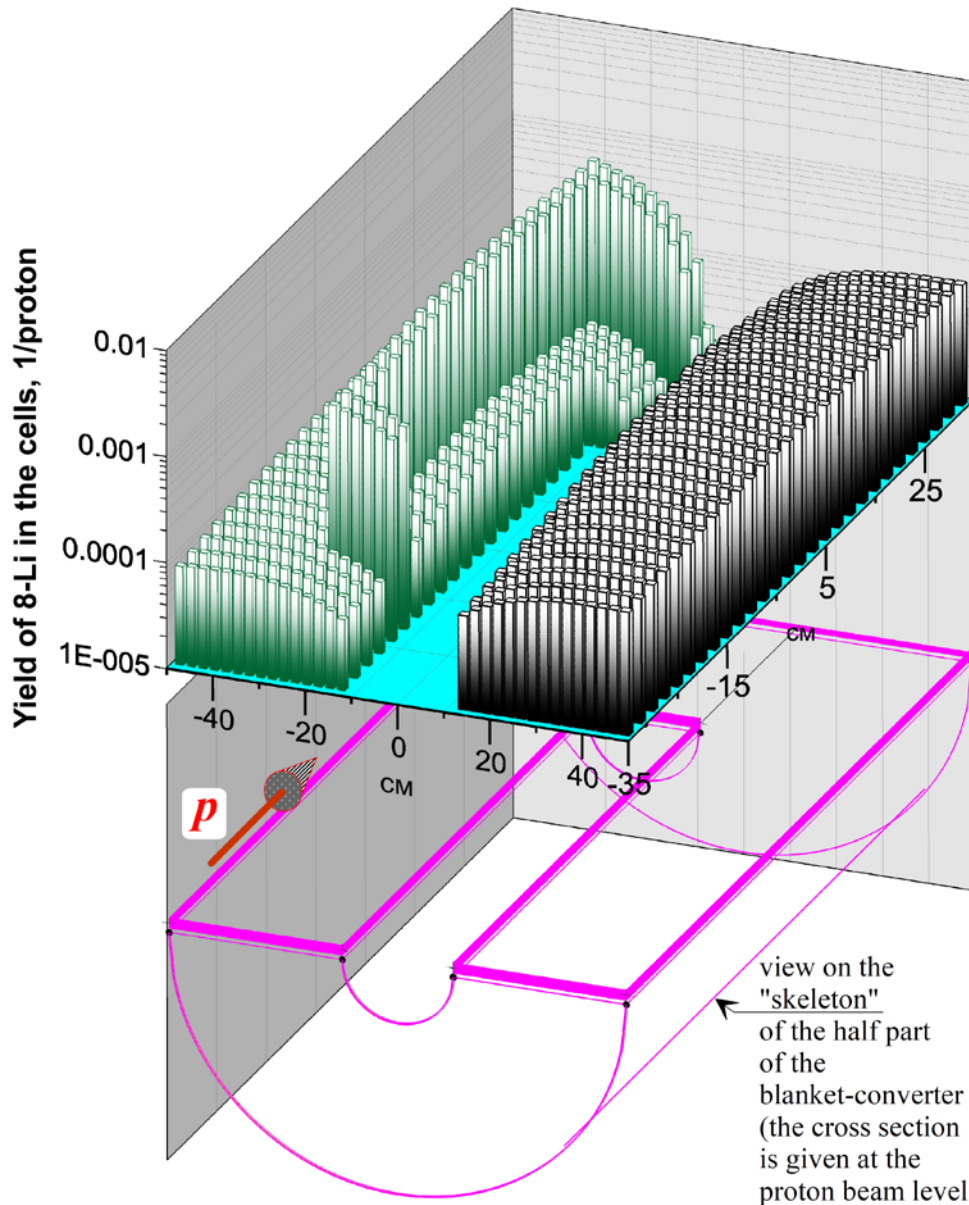 Yield of 8-Li in the cells, 1/proton
0.01
0.001
0.0001
1E-005
-40
-20
0
20
40
см
-35
-15
5
25
см
p
view on the
"skeleton"
of the half part
of the
blanket-converter
(the cross section
is given at the
proton beam level